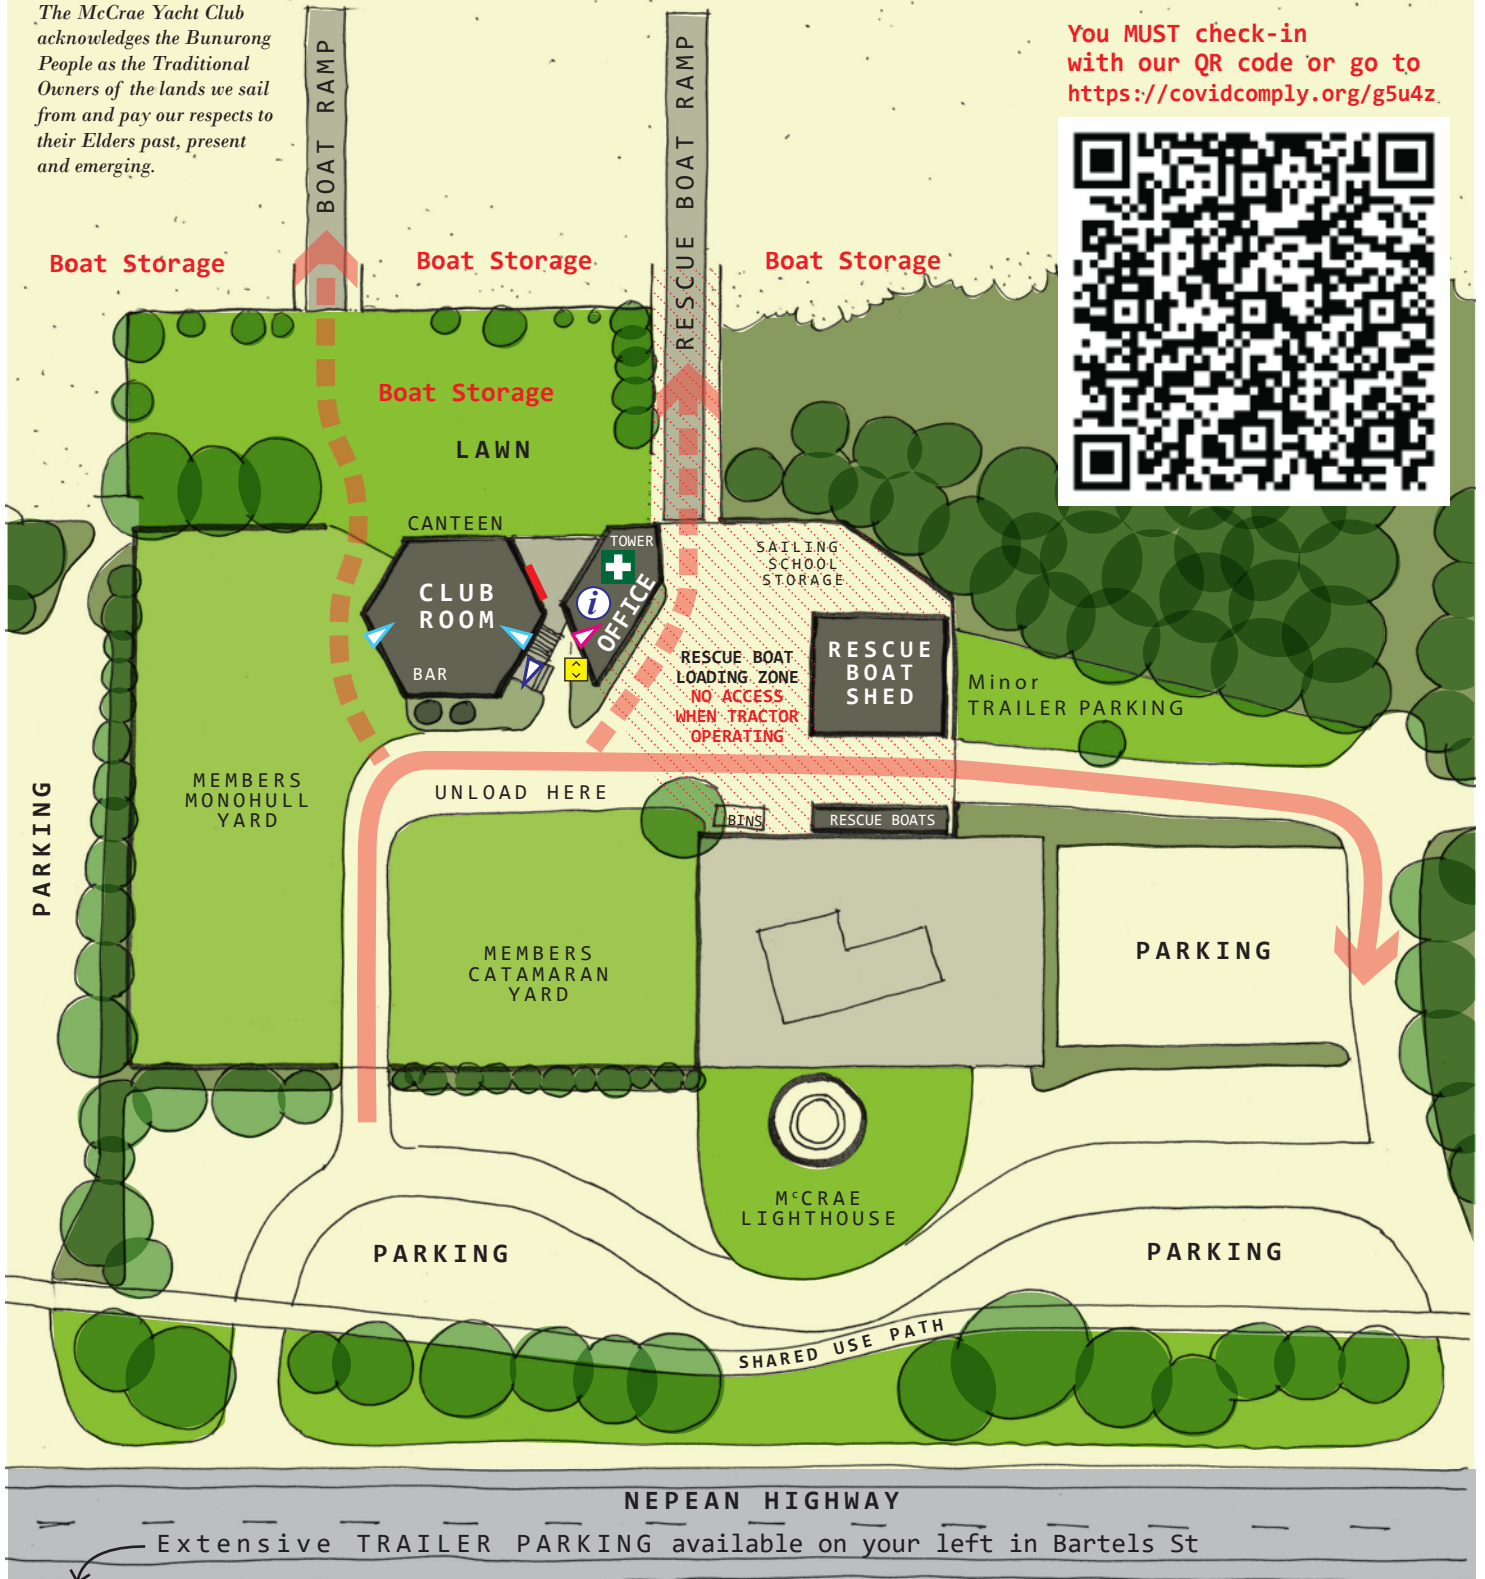 The McCrae Yacht Club
acknowledges the Bunurong
People as the Traditional
Owners of the lands we sail
from and pay our respects to
their Elders past, present
and emerging.
BOAT RAMP
RESCUE BOAT RAMP
You MUST check-in
with our QR code or go to
https://covidcomply.org/g5u4z
Boat Storage
Boat Storage
Boat Storage
Boat Storage
LAWN
CANTEEN
CLUB
ROOM
BAR
TOWER
i
OFFICE
SAILING
SCHOOL
STORAGE
RESCUE BOAT
LOADING ZONE
NO ACCESS
WHEN TRACTOR
OPERATING
RESCUE
BOAT
SHED
Minor
TRAILER PARKING
MEMBERS
MONOHULL
YARD
UNLOAD HERE
BINS
RESCUE BOATS
PARKING
MEMBERS
CATAMARAN
YARD
PARKING
McCRAE
LIGHTHOUSE
PARKING
PARKING
SHARED USE PATH
NEPEAN HIGHWAY
Extensive TRAILER PARKING available on your left in Bartels St